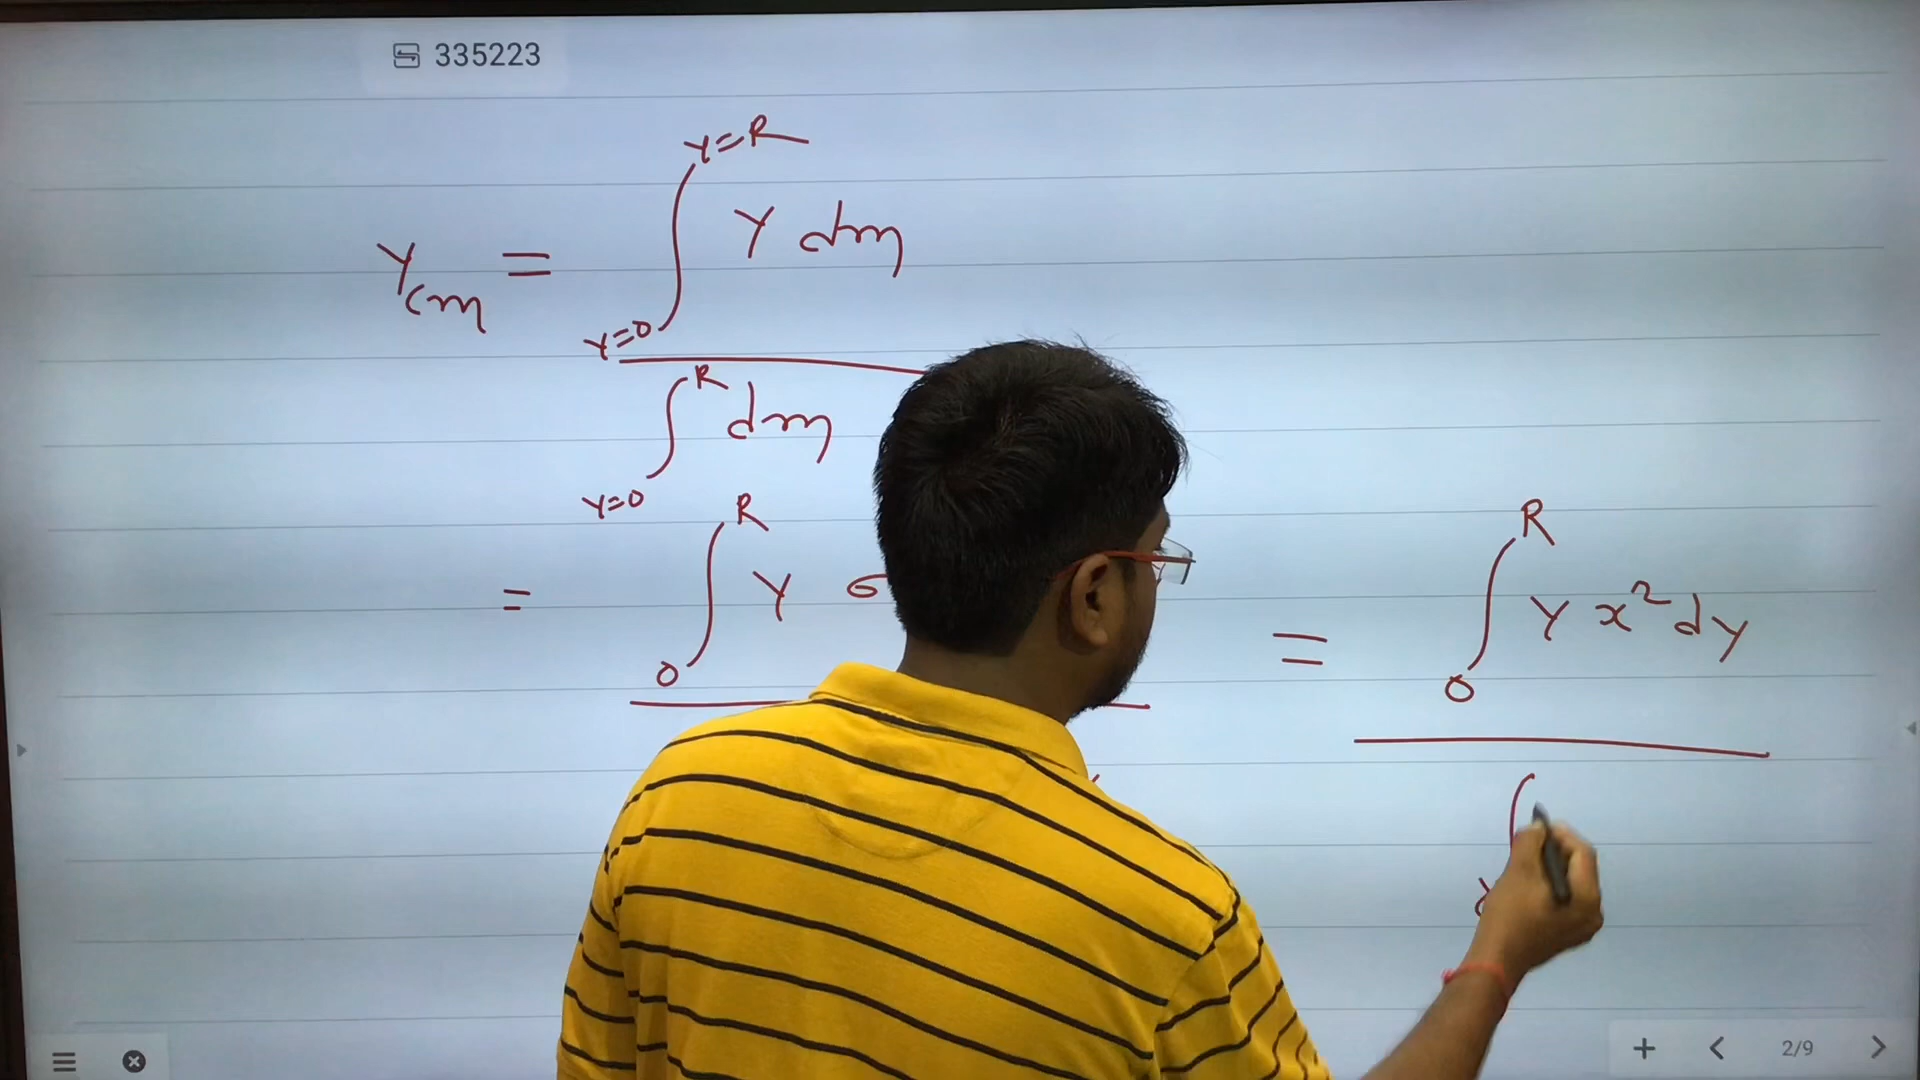 335223
Y=R
Ycm = ∫ Y dm
Y=0
R
∫ dm
Y=0
R
= ∫ Y σ
0
R
= ∫ Y x² dy
0
∫
2/9